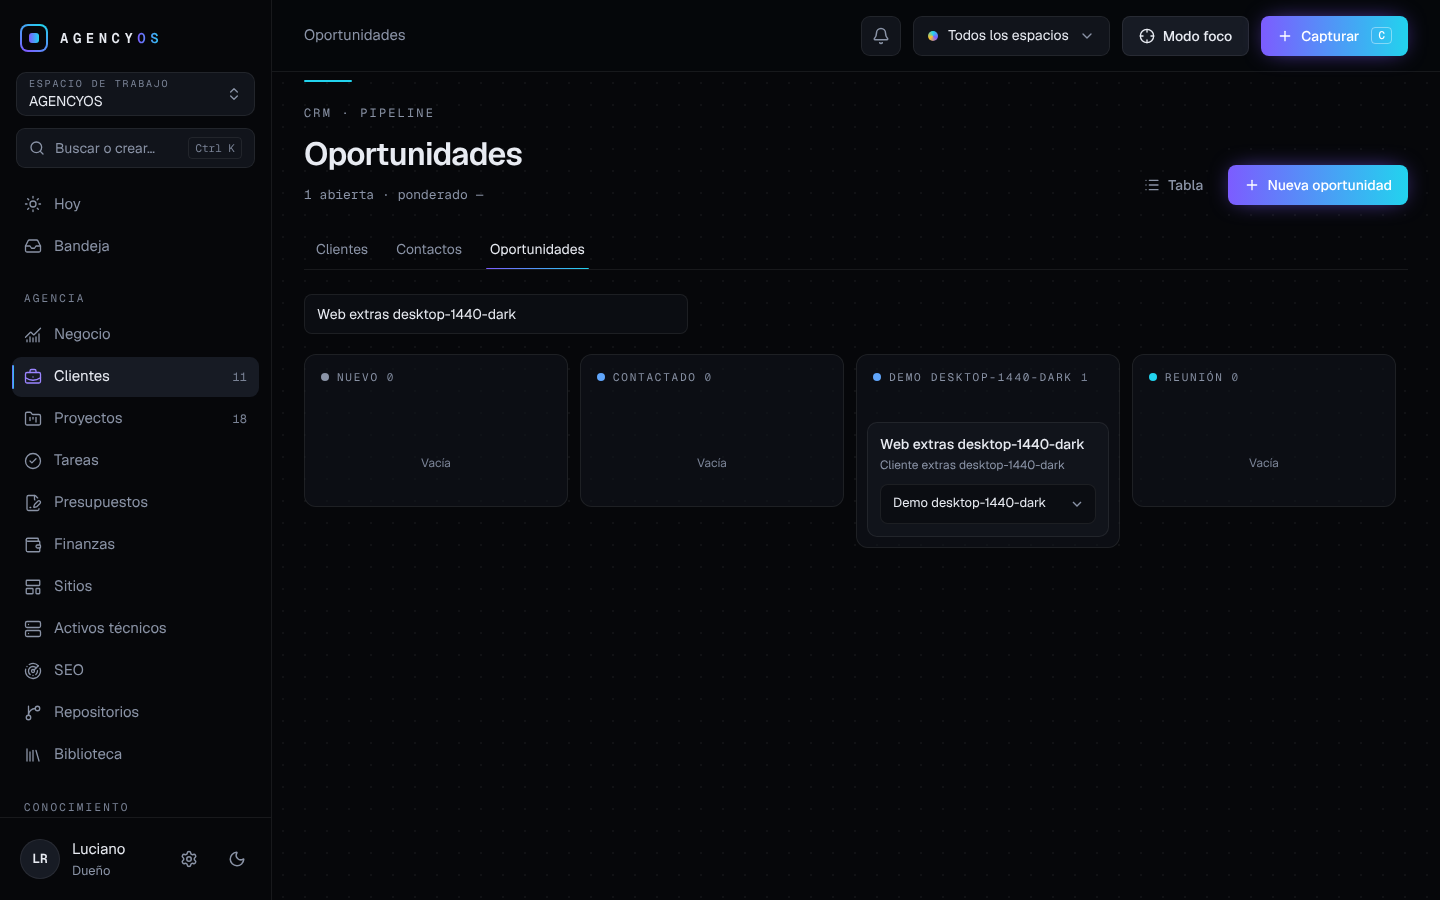 AGENCYOS
ESPACIO DE TRABAJO
AGENCYOS
Buscar o crear... Ctrl K
Hoy
Bandeja
AGENCIA
Negocio
Clientes 11
Proyectos 18
Tareas
Presupuestos
Finanzas
Sitios
Activos técnicos
SEO
Repositorios
Biblioteca
CONOCIMIENTO
LR
Luciano
Dueño
Oportunidades
Todos los espacios
Modo foco
Capturar C
CRM · PIPELINE
Oportunidades
1 abierta · ponderado —
Tabla
Nueva oportunidad
Clientes Contactos Oportunidades
Web extras desktop-1440-dark
NUEVO 0
Vacía
CONTACTADO 0
Vacía
DEMO DESKTOP-1440-DARK 1
Web extras desktop-1440-dark
Cliente extras desktop-1440-dark
Demo desktop-1440-dark
REUNIÓN 0
Vacía